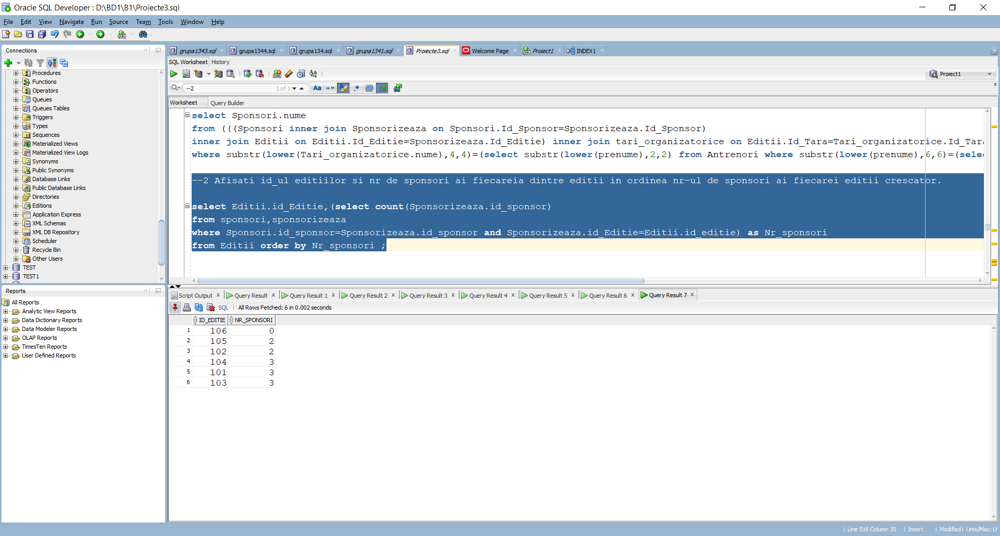 Oracle SQL Developer : D:\BD1\B1\Proiecte3.sql
File Edit View Navigate Run Source Team Tools Window Help
Connections
Procedures
Functions
Operators
Queues
Queues Tables
Triggers
Types
Sequences
Materialized Views
Materialized View Logs
Synonyms
Public Synonyms
Database Links
Public Database Links
Directories
Editions
Application Express
XML Schemas
XML DB Repository
Scheduler
Recycle Bin
Other Users
TEST
TEST1
Reports
All Reports
Analytic View Reports
Data Dictionary Reports
Data Modeler Reports
OLAP Reports
TimesTen Reports
User Defined Reports
grupa1343.sql grupa1344.sql grupa134.sql grupa1341.sql Proiecte3.sql Welcome Page Proiect1 INDEX1
SQL Worksheet History
Proiect1
--2 1 of 1
Worksheet Query Builder
select Sponsori.nume
from (((Sponsori inner join Sponsorizeaza on Sponsori.Id_Sponsor=Sponsorizeaza.Id_Sponsor)
inner join Editii on Editii.Id_Editie=Sponsorizeaza.Id_Editie) inner join tari_organizatorice on Editii.Id_Tara=Tari_organizatorice.Id_Tara
where substr(lower(Tari_organizatorice.nume),4,4)=(select substr(lower(prenume),2,2) from Antrenori where substr(lower(prenume),6,6)=(selec
--2 Afisati id_ul editiilor si nr de sponsori ai fiecareia dintre editii in ordinea nr-ul de sponsori ai fiecarei editii crescator.
select Editii.id_Editie,(select count(Sponsorizeaza.id_sponsor)
from sponsori,sponsorizeaza
where Sponsori.id_sponsor=Sponsorizeaza.id_sponsor and Sponsorizeaza.id_Editie=Editii.id_editie) as Nr_sponsori
from Editii order by Nr_sponsori ;
Script Output Query Result Query Result 1 Query Result 2 Query Result 3 Query Result 4 Query Result 5 Query Result 6 Query Result 7
SQL All Rows Fetched: 6 in 0.002 seconds
ID_EDITIE NR_SPONSORI
1 106 0
2 105 2
3 102 2
4 104 3
5 101 3
6 103 3
Line 516 Column 35 Insert Modified Unix/Mac: LF